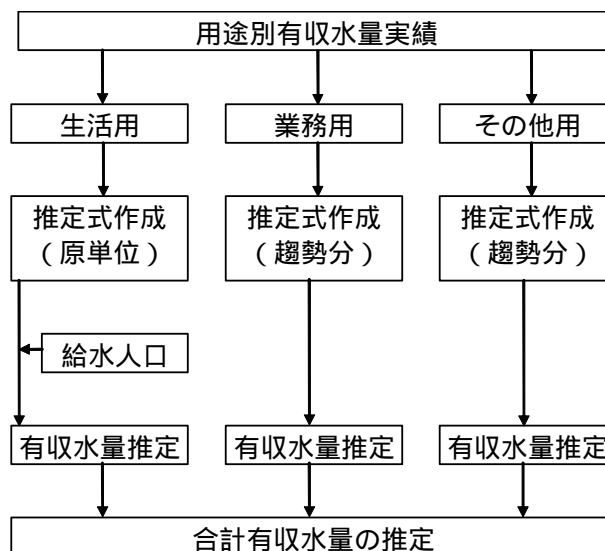 用途別有収水量実績
生活用
業務用
その他用
推定式作成
（原単位）
推定式作成
（趨勢分）
推定式作成
（趨勢分）
給水人口
有収水量推定
有収水量推定
有収水量推定
合計有収水量の推定